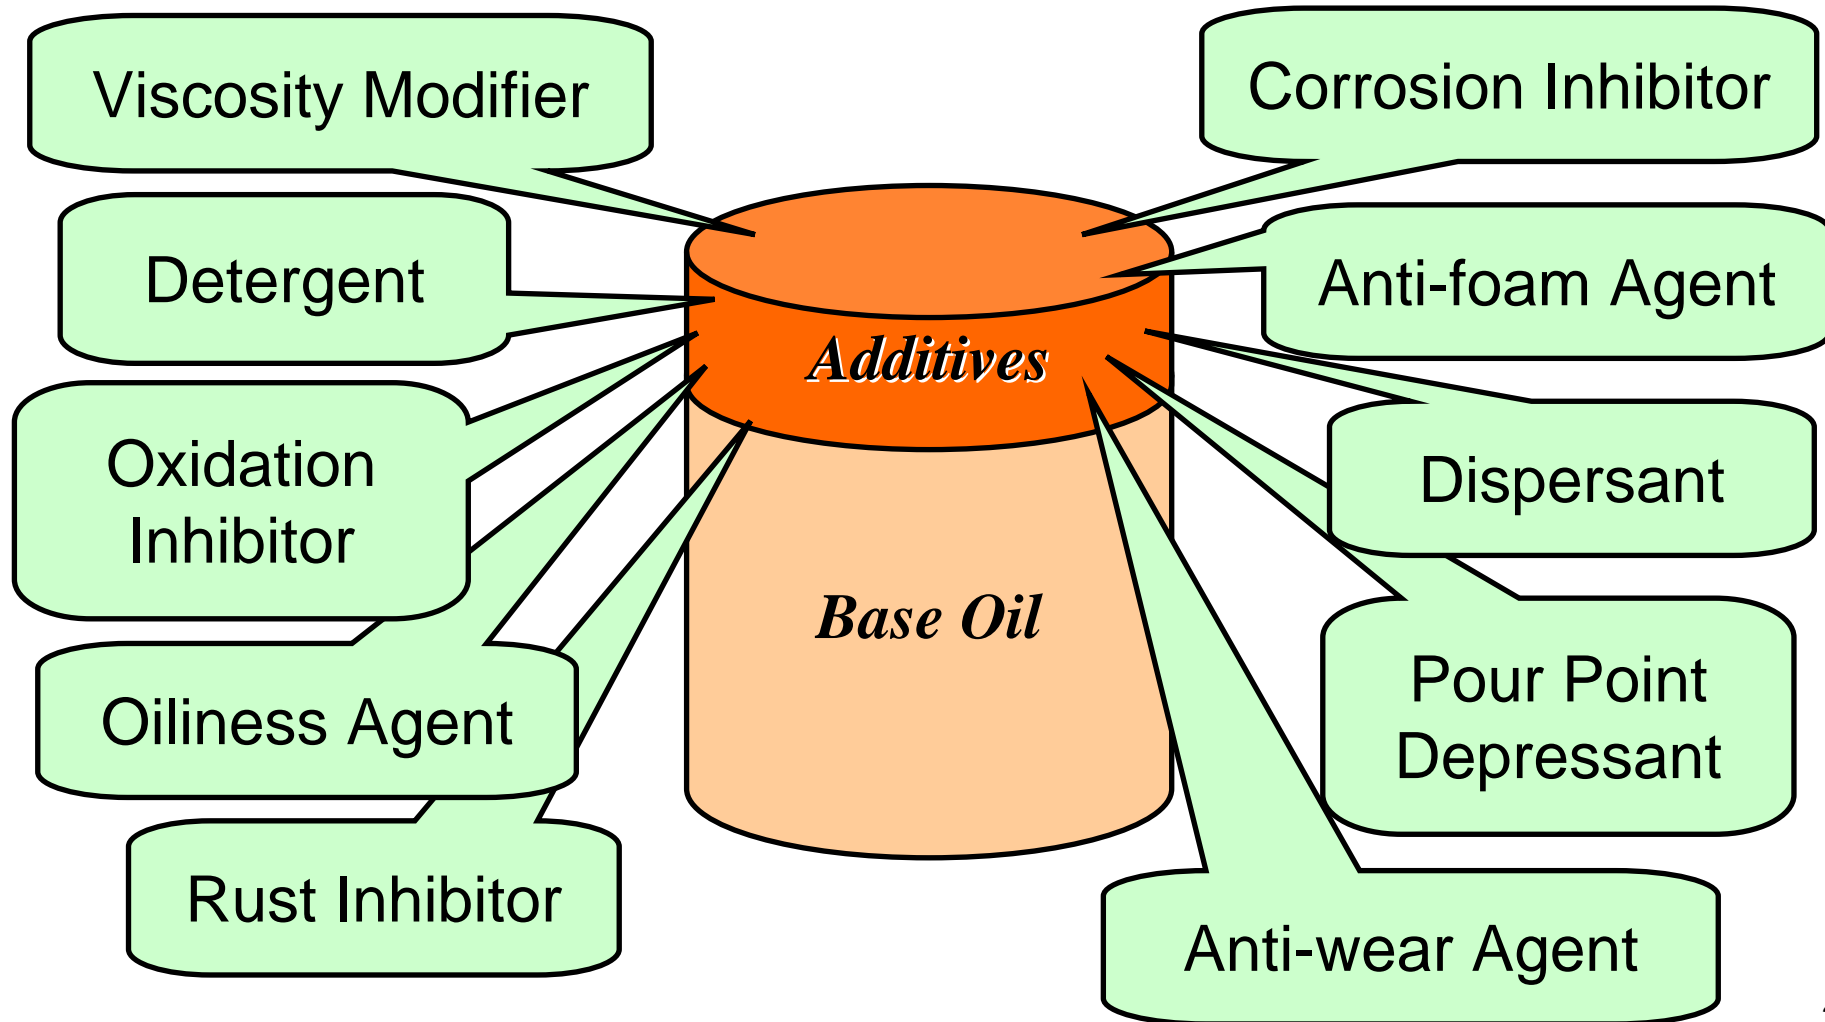 Viscosity Modifier
Corrosion Inhibitor
Detergent
Anti-foam Agent
Additives
Oxidation
Inhibitor
Dispersant
Base Oil
Oiliness Agent
Pour Point
Depressant
Rust Inhibitor
Anti-wear Agent